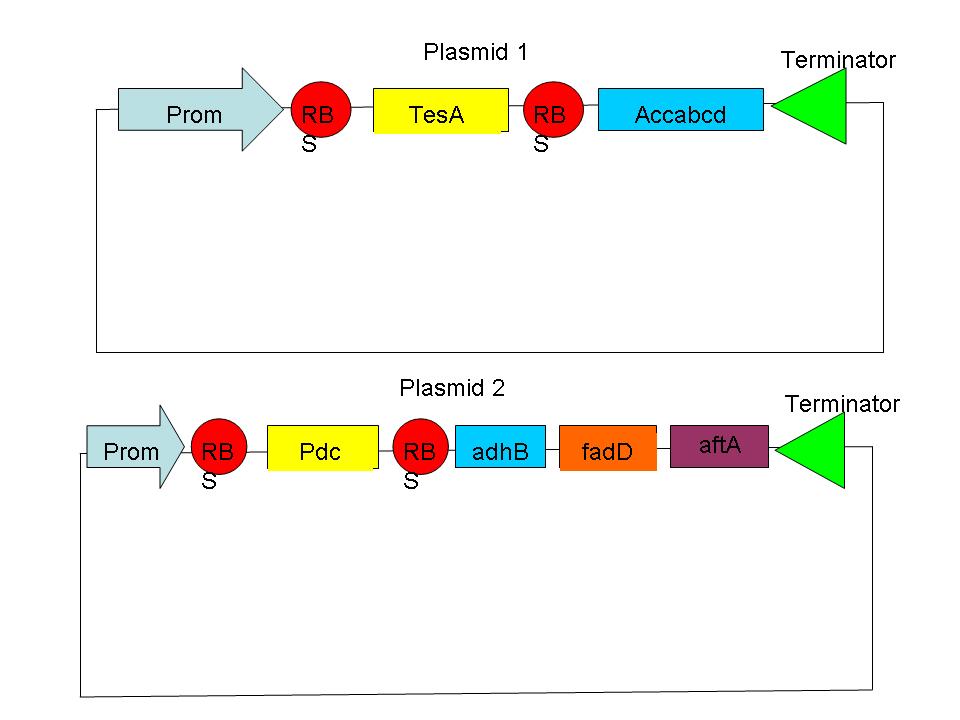 Plasmid 1
Terminator
Prom
RB
S
TesA
RB
S
Accabcd
Plasmid 2
Terminator
Prom
RB
S
Pdc
RB
S
adhB
fadD
aftA